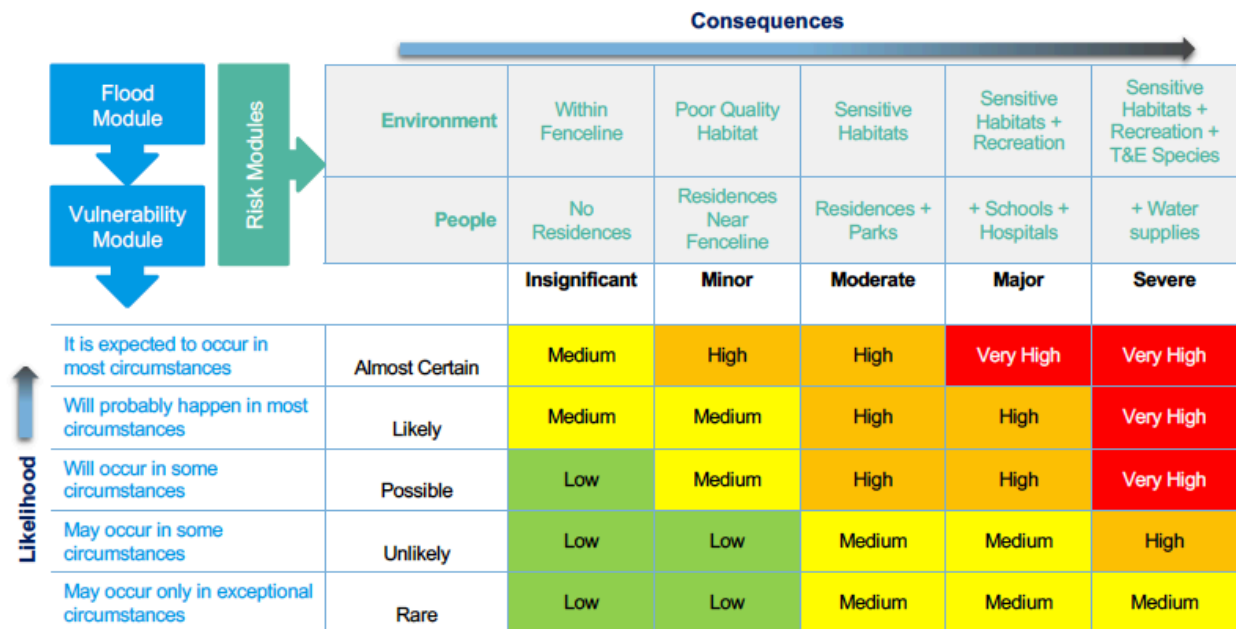 Consequences
Flood
Module
Vulnerability
Module
Risk Modules
Environment
Within
Fenceline
Poor Quality
Habitat
Sensitive
Habitats
Sensitive
Habitats +
Recreation
Sensitive
Habitats +
Recreation +
T&E Species
People
No
Residences
Residences
Near
Fenceline
Residences +
Parks
+ Schools +
Hospitals
+ Water
supplies
Insignificant
Minor
Moderate
Major
Severe
Likelihood
It is expected to occur in
most circumstances
Almost Certain
Medium
High
High
Very High
Very High
Will probably happen in most
circumstances
Likely
Medium
Medium
High
High
Very High
Will occur in some
circumstances
Possible
Low
Medium
High
High
Very High
May occur in some
circumstances
Unlikely
Low
Low
Medium
Medium
High
May occur only in exceptional
circumstances
Rare
Low
Low
Medium
Medium
Medium